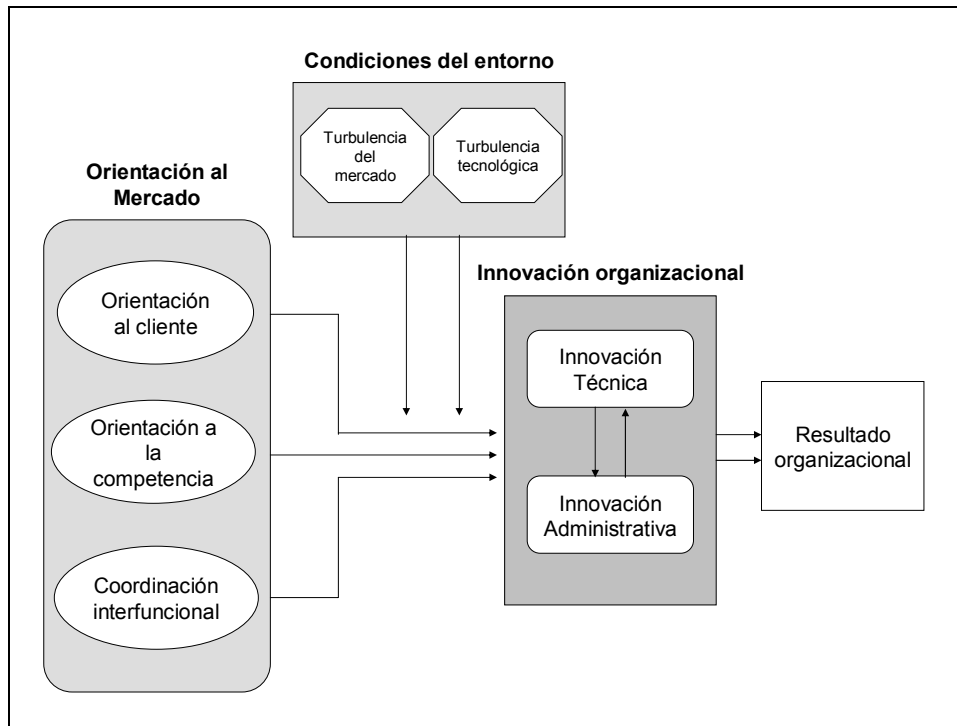 Condiciones del entorno
Turbulencia
del
mercado
Turbulencia
tecnológica
Orientación al
Mercado
Orientación
al cliente
Orientación a
la
competencia
Coordinación
interfuncional
Innovación organizacional
Innovación
Técnica
Innovación
Administrativa
Resultado
organizacional